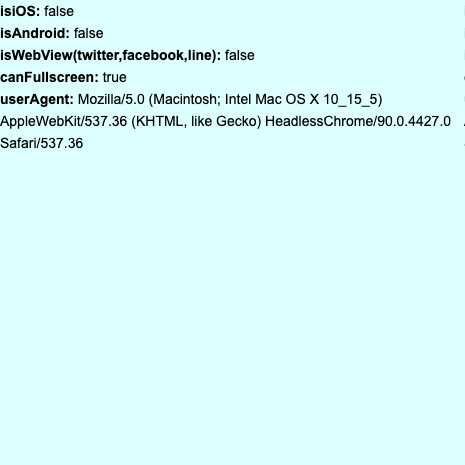 isiOS: false
isAndroid: false
isWebView(twitter,facebook,line): false
canFullscreen: true
userAgent: Mozilla/5.0 (Macintosh; Intel Mac OS X 10_15_5)
AppleWebKit/537.36 (KHTML, like Gecko) HeadlessChrome/90.0.4427.0
Safari/537.36